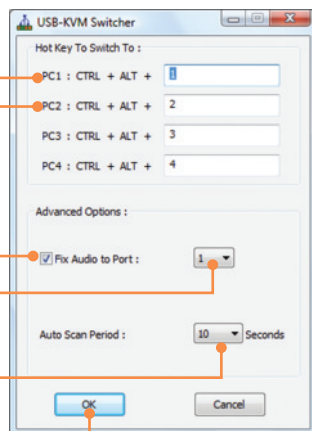 USB-KVM Switcher
Hot Key To Switch To :
PC1 : CTRL + ALT + 1
PC2 : CTRL + ALT + 2
PC3 : CTRL + ALT + 3
PC4 : CTRL + ALT + 4
Advanced Options :
Fix Audio to Port : 1
Auto Scan Period : 10 Seconds
OK Cancel